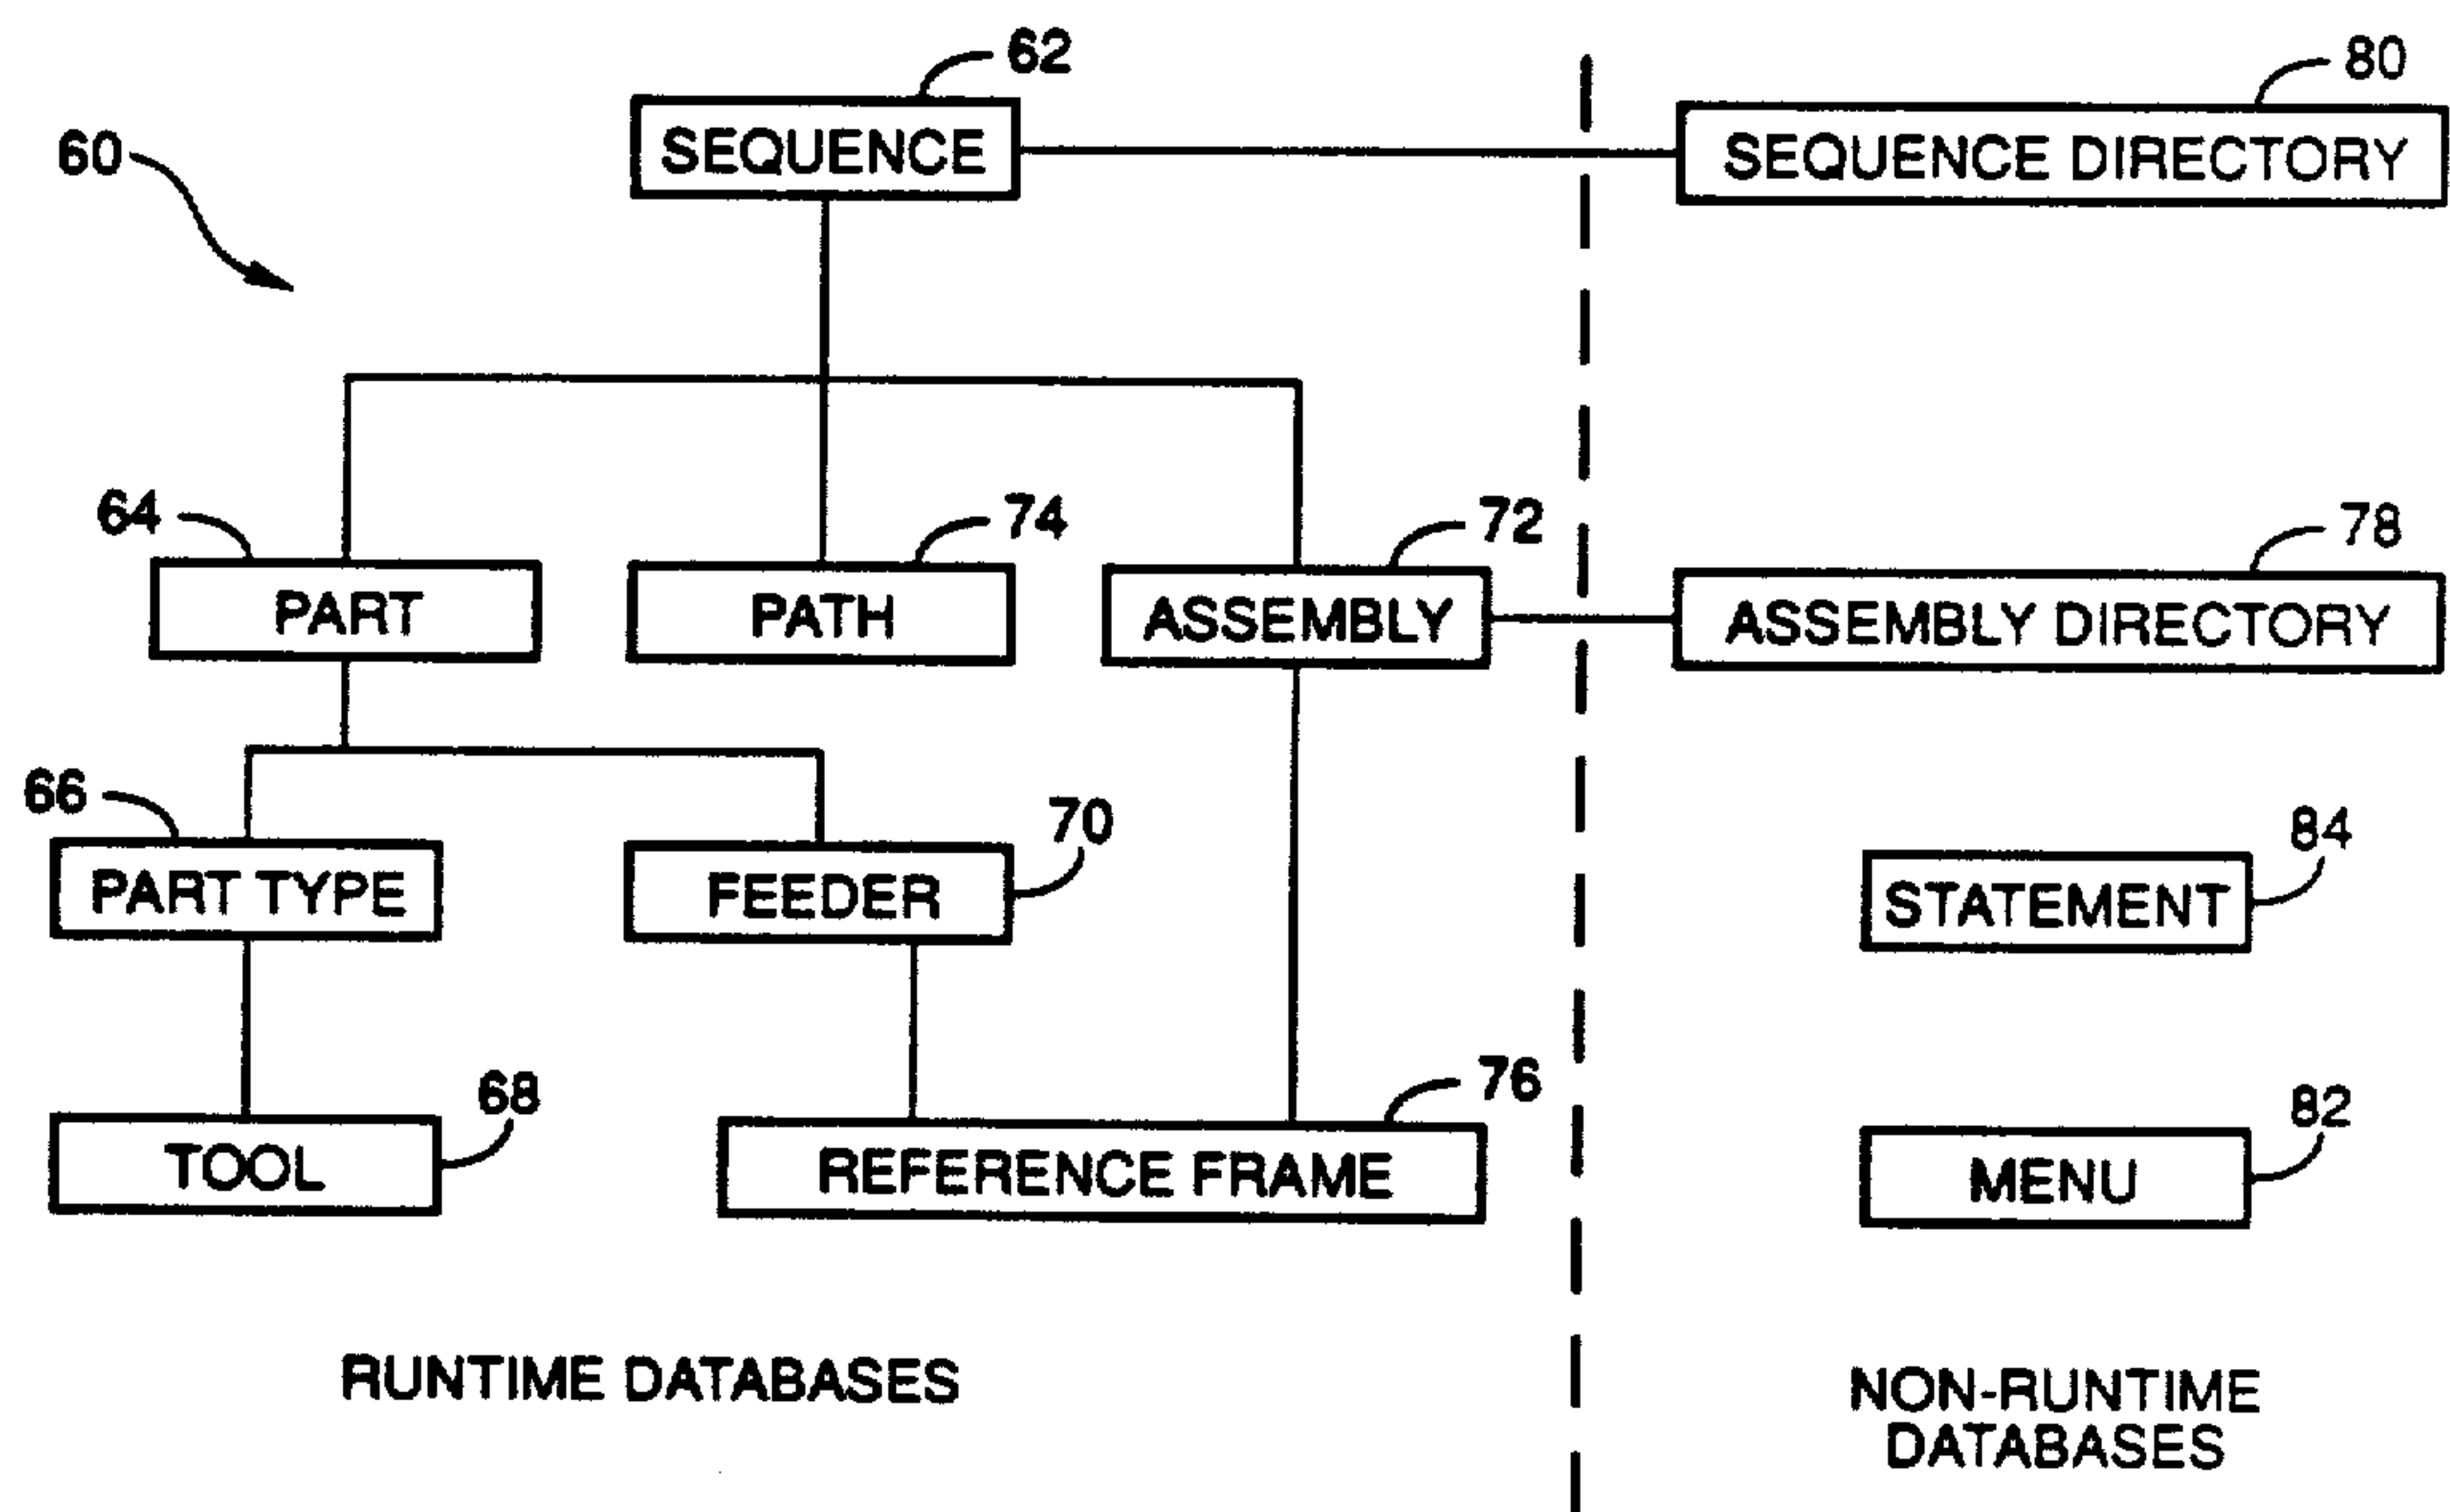 62
80
60
SEQUENCE
SEQUENCE DIRECTORY
64
74
72
78
PART
PATH
ASSEMBLY
ASSEMBLY DIRECTORY
66
70
84
PART TYPE
FEEDER
STATEMENT
68
76
82
TOOL
REFERENCE FRAME
MENU
RUNTIME DATABASES
NON-RUNTIME
DATABASES